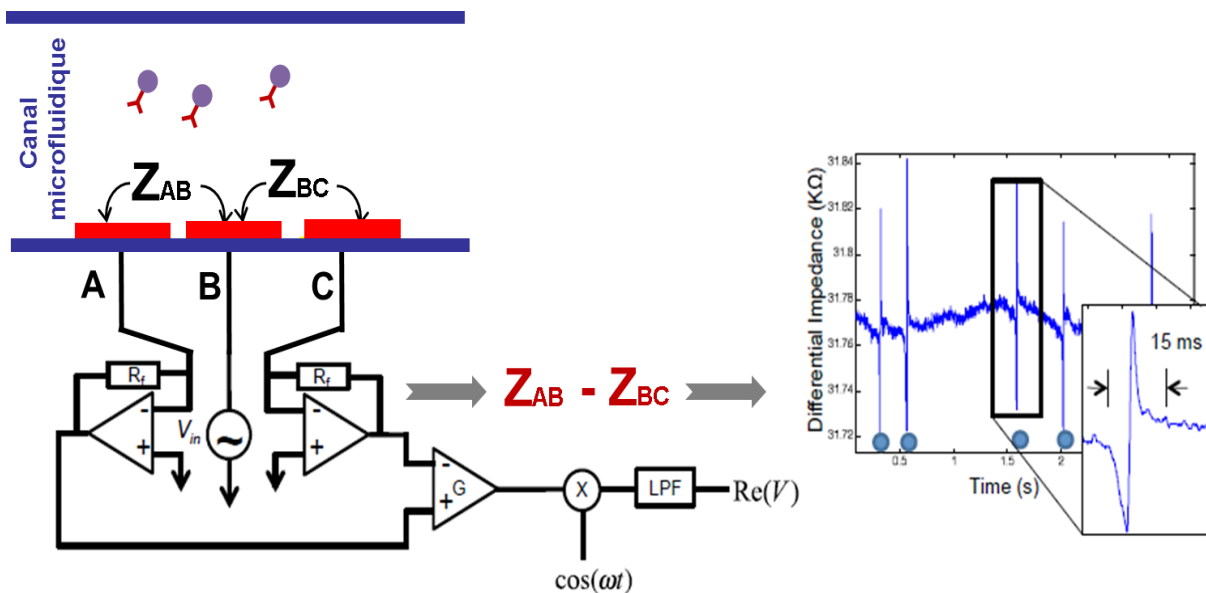 Canal
microfluidique
ZAB
ZBC
A
B
C
Rf
Rf
-
+
Vin
~
-
+
-
+
G
X
LPF
Re(V)
cos(ωt)
ZAB - ZBC
Differential Impedance (KΩ)
31.84
31.82
31.8
31.78
31.76
31.74
31.72
0.5
1
1.5
2
Time (s)
15 ms